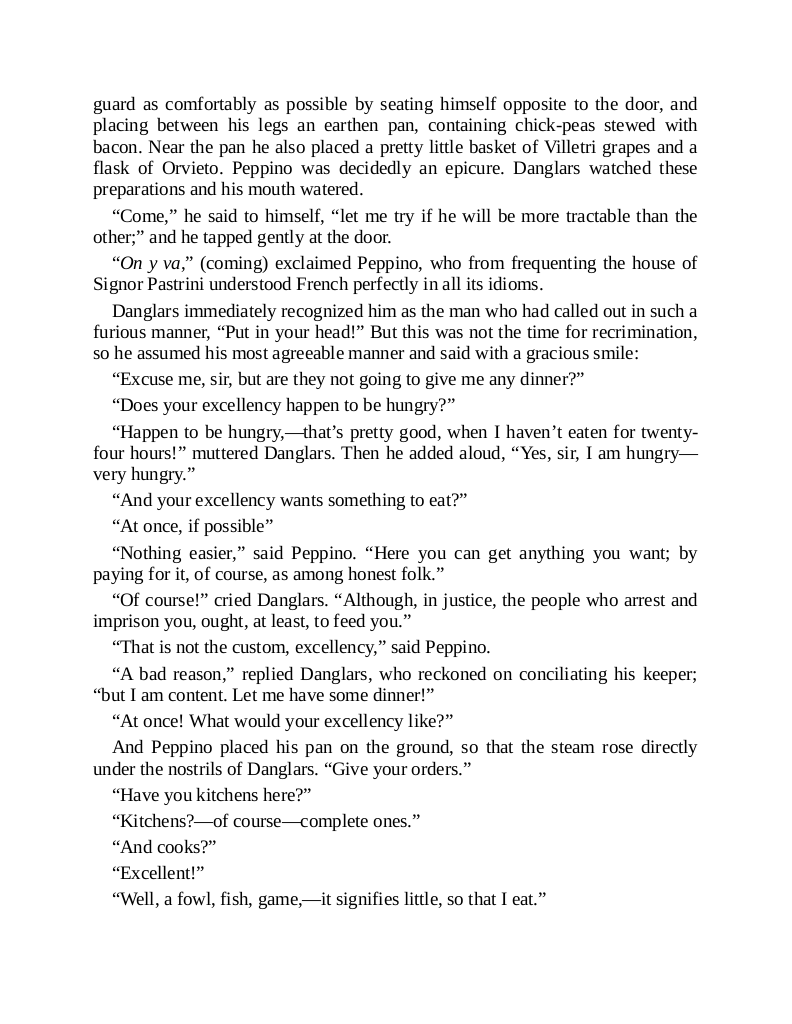 guard as comfortably as possible by seating himself opposite to the door, and
placing between his legs an earthen pan, containing chick-peas stewed with
bacon. Near the pan he also placed a pretty little basket of Villetri grapes and a
flask of Orvieto. Peppino was decidedly an epicure. Danglars watched these
preparations and his mouth watered.
“Come,” he said to himself, “let me try if he will be more tractable than the
other;” and he tapped gently at the door.
“On y va,” (coming) exclaimed Peppino, who from frequenting the house of
Signor Pastrini understood French perfectly in all its idioms.
Danglars immediately recognized him as the man who had called out in such a
furious manner, “Put in your head!” But this was not the time for recrimination,
so he assumed his most agreeable manner and said with a gracious smile:
“Excuse me, sir, but are they not going to give me any dinner?”
“Does your excellency happen to be hungry?”
“Happen to be hungry,—that’s pretty good, when I haven’t eaten for twenty-
four hours!” muttered Danglars. Then he added aloud, “Yes, sir, I am hungry—
very hungry.”
“And your excellency wants something to eat?”
“At once, if possible”
“Nothing easier,” said Peppino. “Here you can get anything you want; by
paying for it, of course, as among honest folk.”
“Of course!” cried Danglars. “Although, in justice, the people who arrest and
imprison you, ought, at least, to feed you.”
“That is not the custom, excellency,” said Peppino.
“A bad reason,” replied Danglars, who reckoned on conciliating his keeper;
“but I am content. Let me have some dinner!”
“At once! What would your excellency like?”
And Peppino placed his pan on the ground, so that the steam rose directly
under the nostrils of Danglars. “Give your orders.”
“Have you kitchens here?”
“Kitchens?—of course—complete ones.”
“And cooks?”
“Excellent!”
“Well, a fowl, fish, game,—it signifies little, so that I eat.”